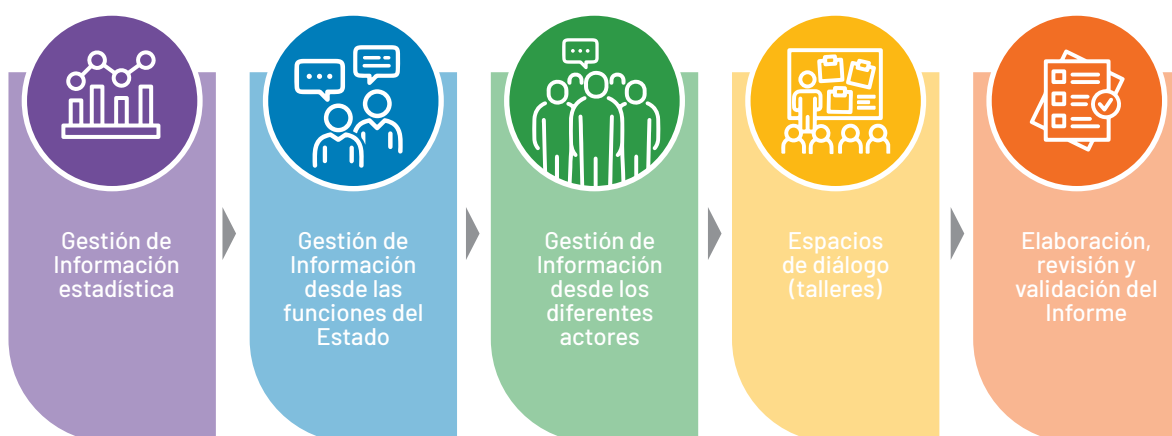 Gestión de
Información
estadística
Gestión de
Información
desde las
funciones del
Estado
Gestión de
Información
desde los
diferentes
actores
Espacios
de diálogo
(talleres)
Elaboración,
revisión y
validación del
Informe